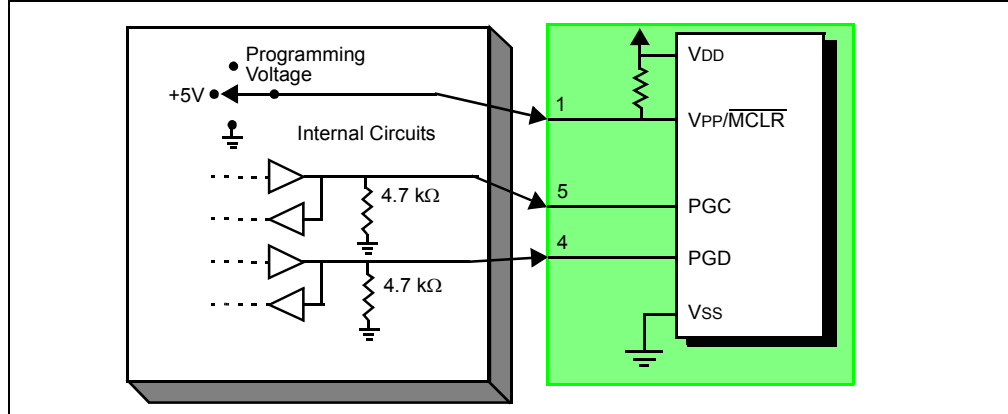 Programming
Voltage
+5V
Internal Circuits
4.7 kΩ
4.7 kΩ
1
5
4
VDD
VPP/MCLR
PGC
PGD
VSS